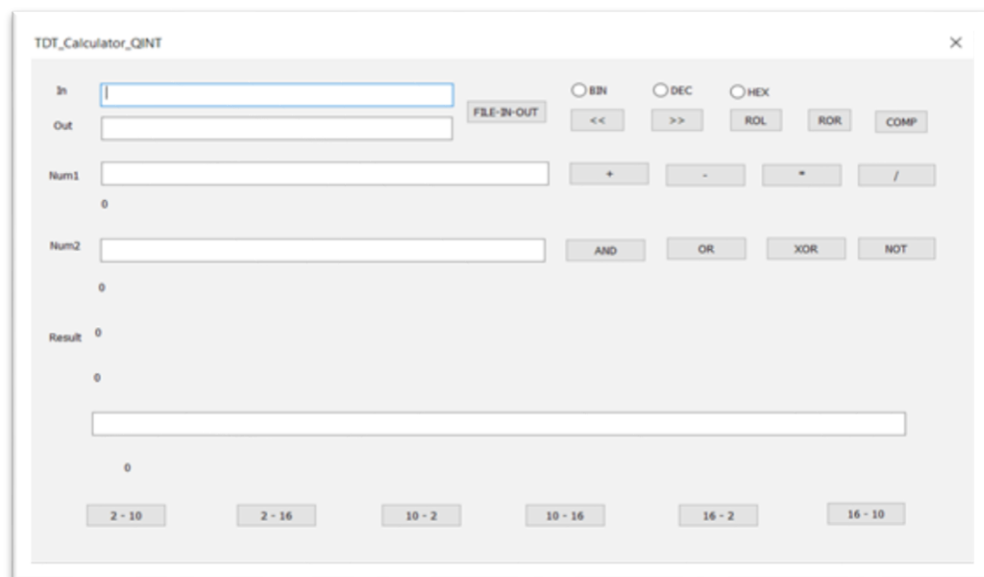 TDT_Calculator_QINT
In
BIN DEC HEX
FILE-IN-OUT
<< >> ROL ROR COMP
Out
Num1 + - * /
0
Num2 AND OR XOR NOT
0
Result 0
0
0
2 - 10 2 - 16 10 - 2 10 - 16 16 - 2 16 - 10